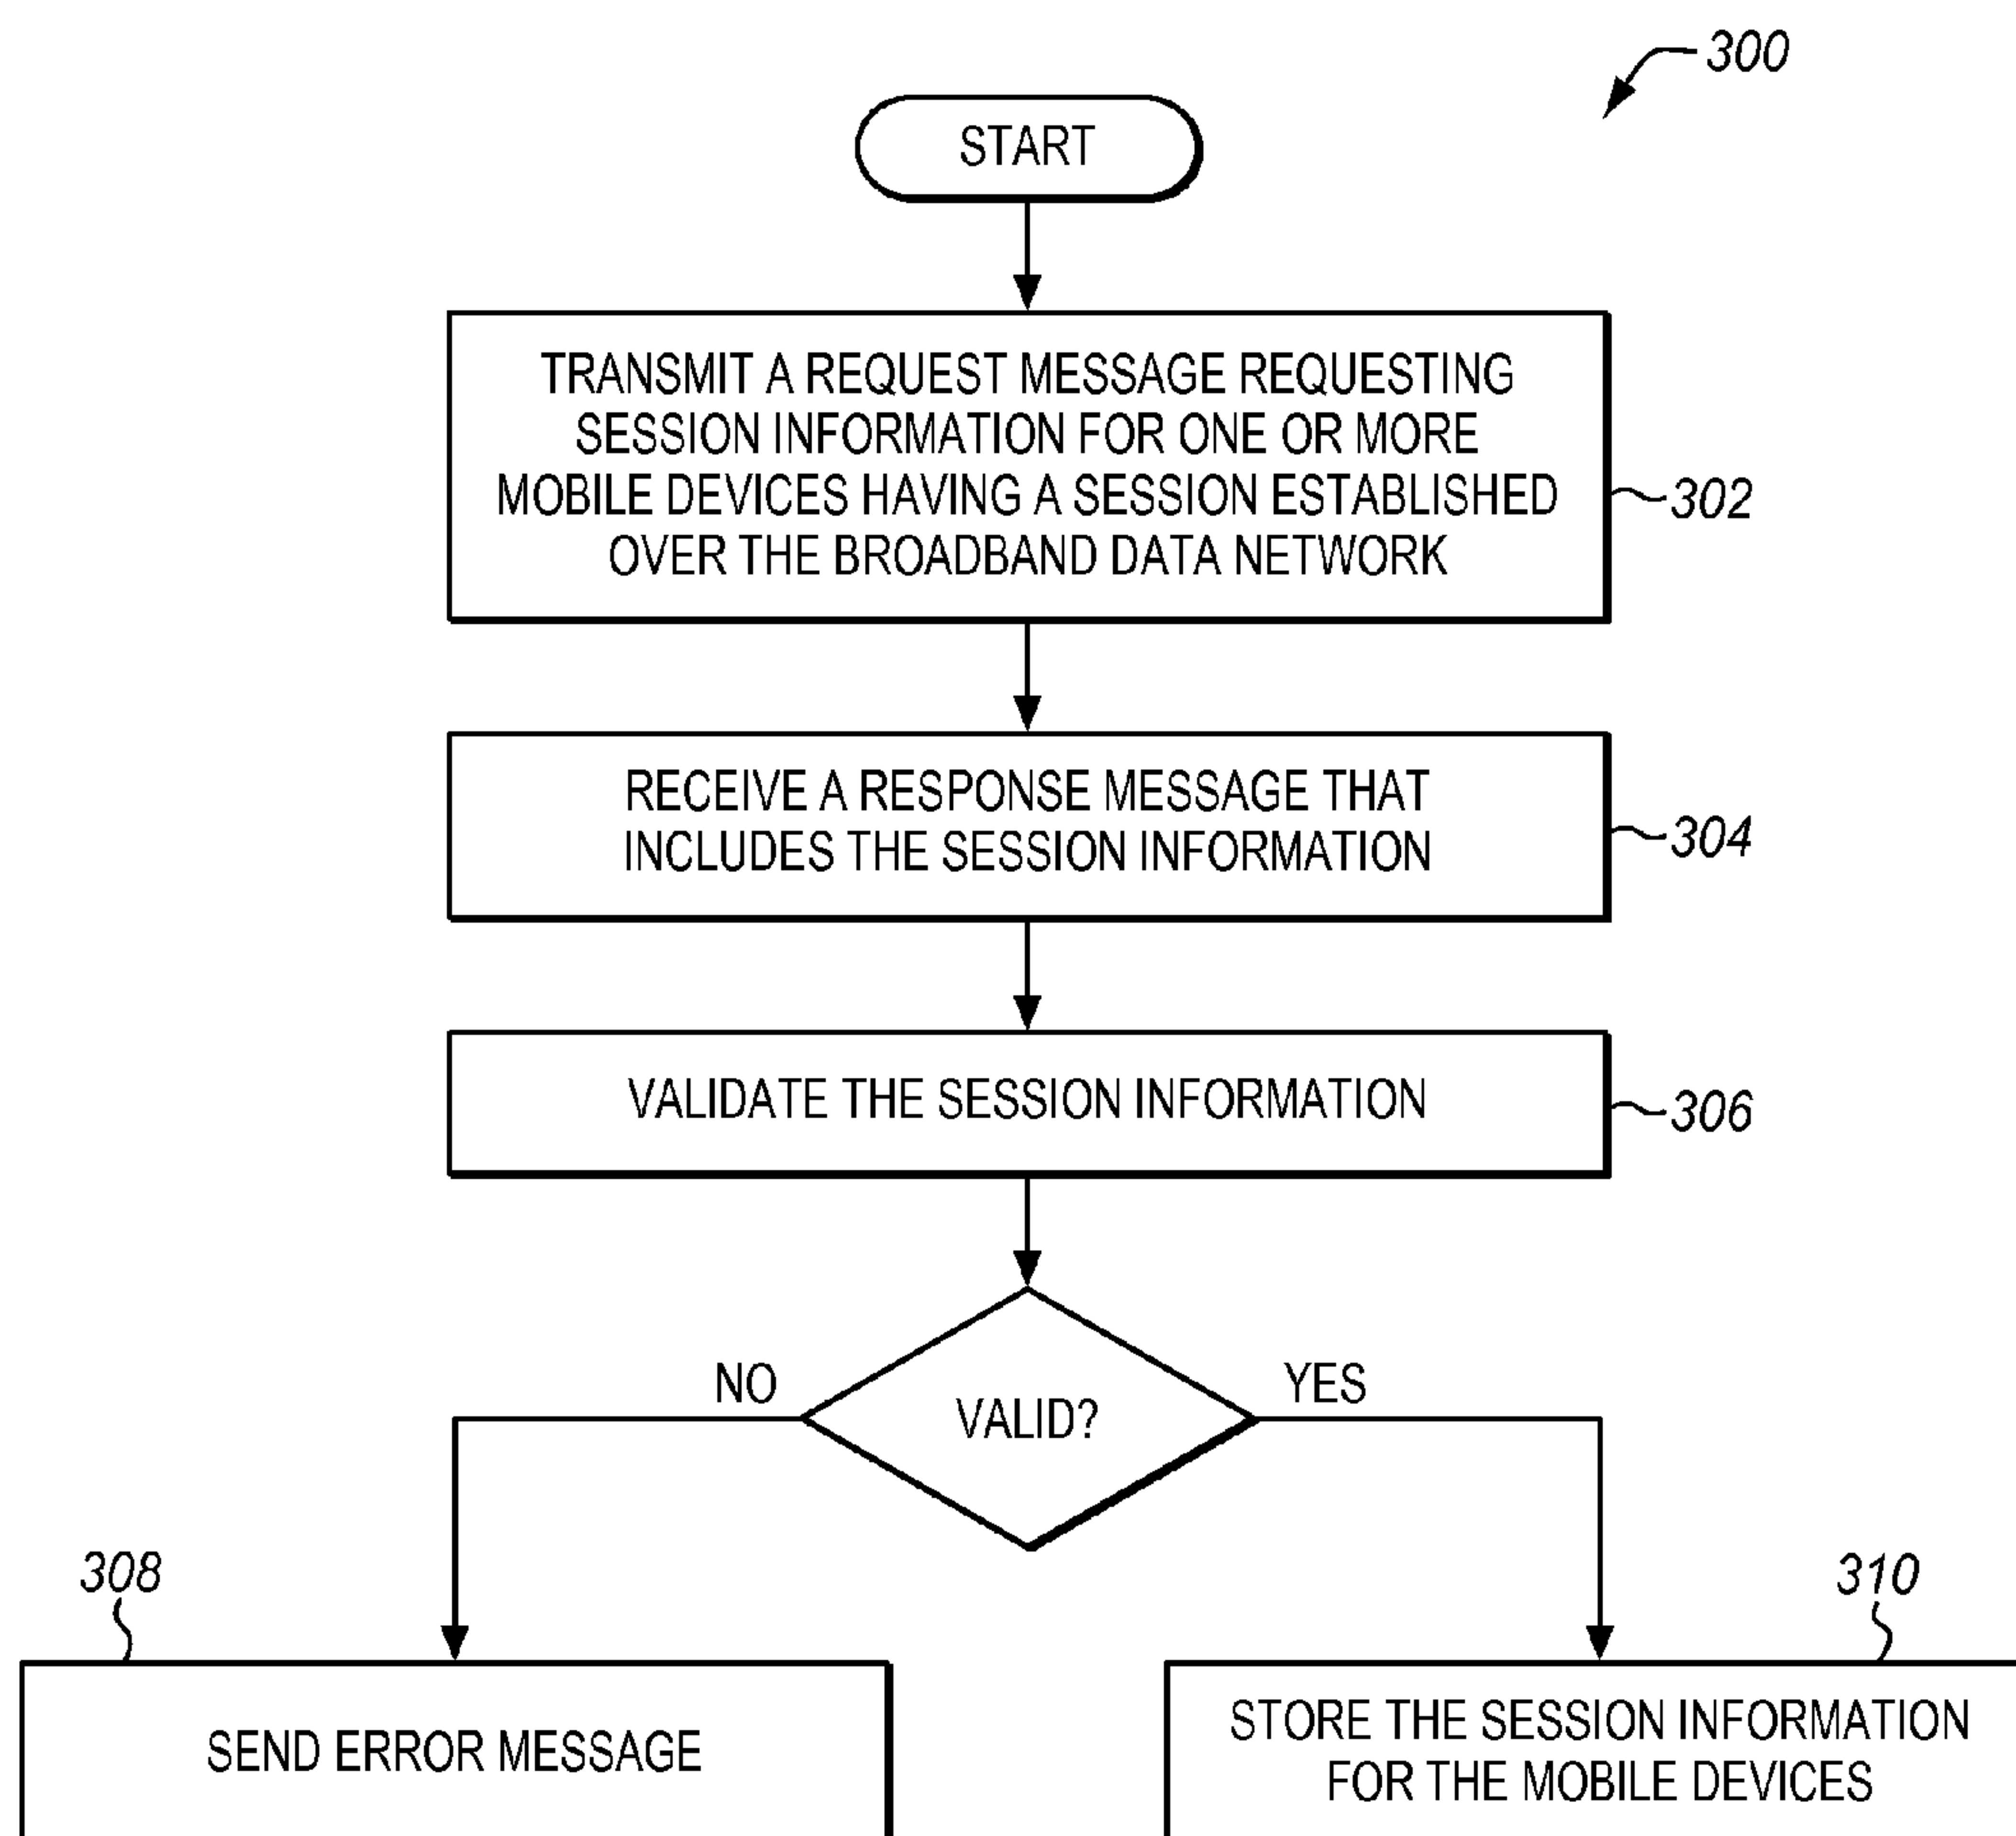 300
START
TRANSMIT A REQUEST MESSAGE REQUESTING
SESSION INFORMATION FOR ONE OR MORE
MOBILE DEVICES HAVING A SESSION ESTABLISHED
OVER THE BROADBAND DATA NETWORK
302
RECEIVE A RESPONSE MESSAGE THAT
INCLUDES THE SESSION INFORMATION
304
VALIDATE THE SESSION INFORMATION
306
NO
VALID?
YES
308
SEND ERROR MESSAGE
310
STORE THE SESSION INFORMATION
FOR THE MOBILE DEVICES